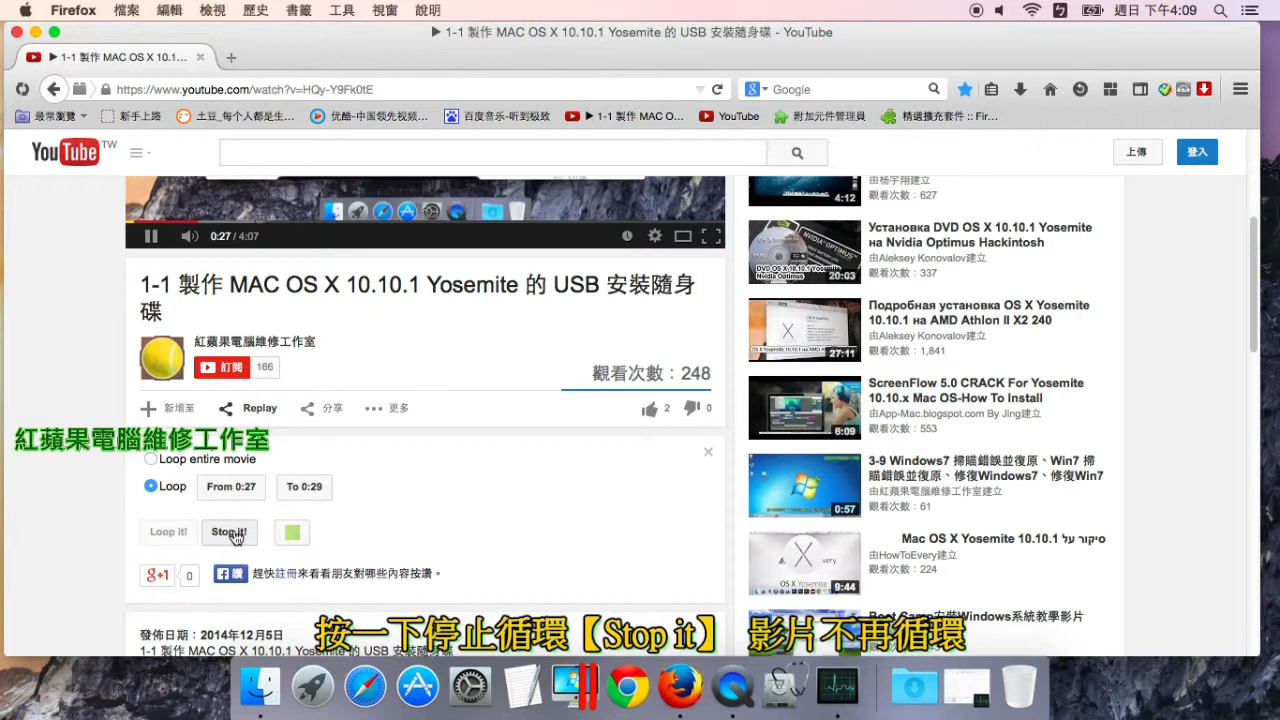 Firefox 檔案 編輯 檢視 歷史 書籤 工具 視窗 說明 週日 下午4:09
▶ 1-1 製作 MAC OS X 10.10.1 Yosemite 的 USB 安裝隨身碟 - YouTube
▶ 1-1 製作 MAC OS X 10.1...
https://www.youtube.com/watch?v=HQy-Y9Fk0tE
Google
最常瀏覽 新手上路 土豆_每个人都是生... 优酷-中国领先视频... 百度音乐-听到极致 ▶ 1-1 製作 MAC O... YouTube 附加元件管理員 精選擴充套件 :: Fir...
YouTube TW
上傳 登入
0:27 / 4:07
1-1 製作 MAC OS X 10.10.1 Yosemite 的 USB 安裝隨身
碟
紅蘋果電腦維修工作室
訂閱 166
觀看次數：248
新增至 Replay 分享 更多 2 0
紅蘋果電腦維修工作室
Loop entire movie
Loop From 0:27 To 0:29
Loop it! Stop it!
g+1 0 讚 趕快註冊來看看朋友對哪些內容按讚。
發佈日期：2014年12月5日
1-1 製作 MAC OS X 10.10.1 Yosemite 的 USB 安裝隨身碟
按一下停止循環【Stop it】 影片不再循環
4:12
由楊宇翔建立
觀看次數：627
20:03
Установка DVD OS X 10.10.1 Yosemite
на Nvidia Optimus Hackintosh
由Aleksey Konovalov建立
觀看次數：337
27:11
Подробная установка OS X Yosemite
10.10.1 на AMD Athlon II X2 240
由Aleksey Konovalov建立
觀看次數：1,841
6:09
ScreenFlow 5.0 CRACK For Yosemite
10.10.x Mac OS-How To Install
由App-Mac.blogspot.com By Jing建立
觀看次數：553
0:57
3-9 Windows7 掃瞄錯誤並復原、Win7 掃
瞄錯誤並復原、修復Windows7、修復Win7
由紅蘋果電腦維修工作室建立
觀看次數：61
9:44
סיקור על Mac OS X Yosemite 10.10.1
由HowToEvery建立
觀看次數：224
Boot Camp安裝Windows系統教學影片